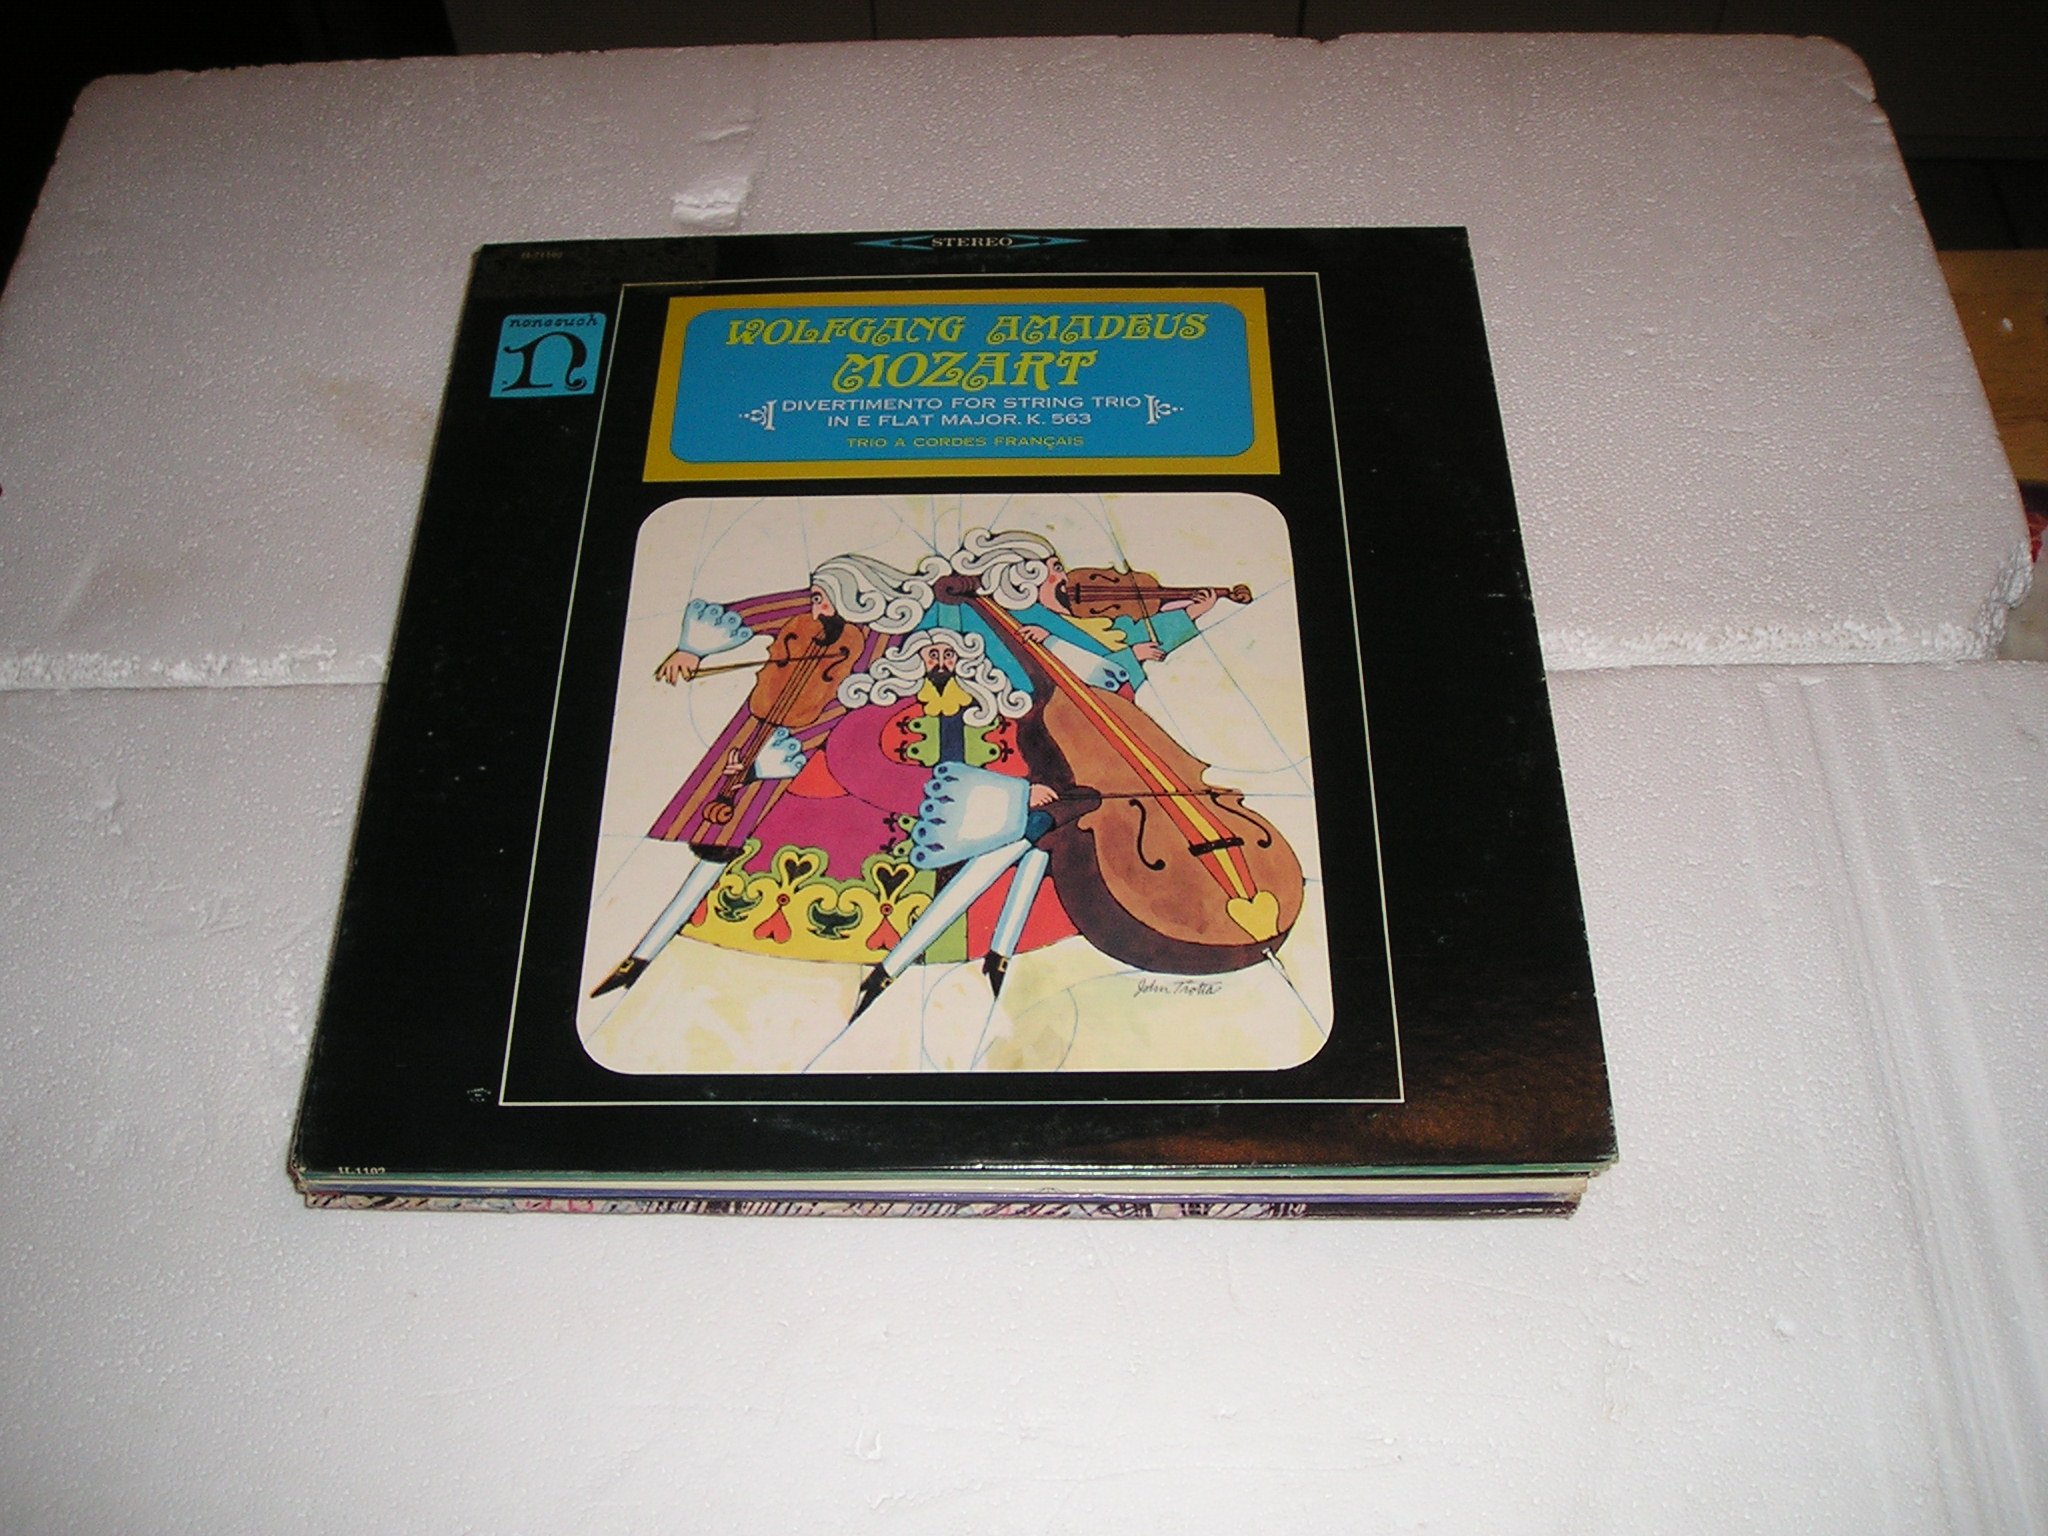 STEREO
nonesuch
n
WOLFGANG AMADEUS
MOZART
DIVERTIMENTO FOR STRING TRIO
IN E FLAT MAJOR. K. 563
TRIO A CORDES FRANÇAIS
John Trotta